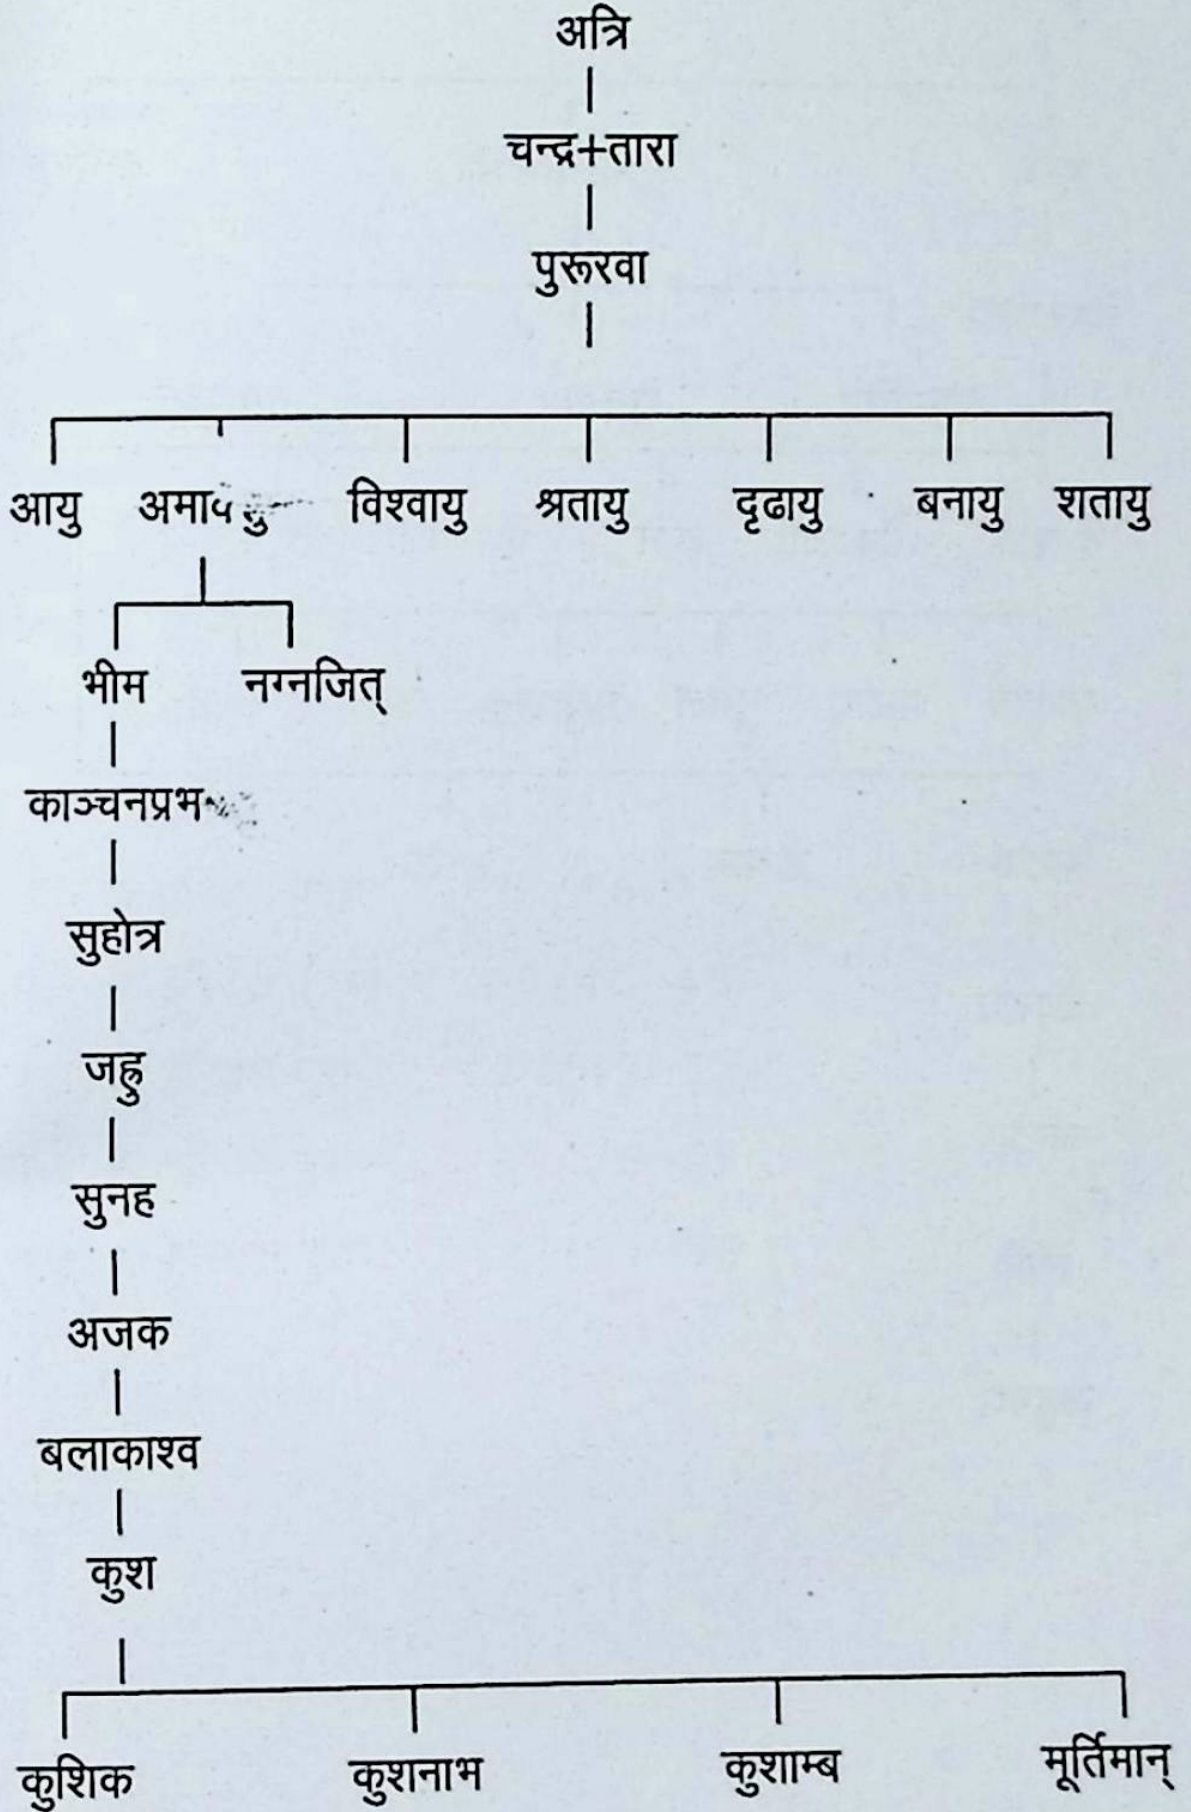 अत्रि
चन्द्र+तारा
पुरूरवा
आयु विश्वायु श्रतायु दृढायु बनायु शतायु
भीम नग्नजित्
काञ्चनप्रभ
सुहोत्र
जह्नु
सुनह
अजक
बलाकाश्व
कुश
कुशिक कुशनाभ कुशाम्ब मूर्तिमान्